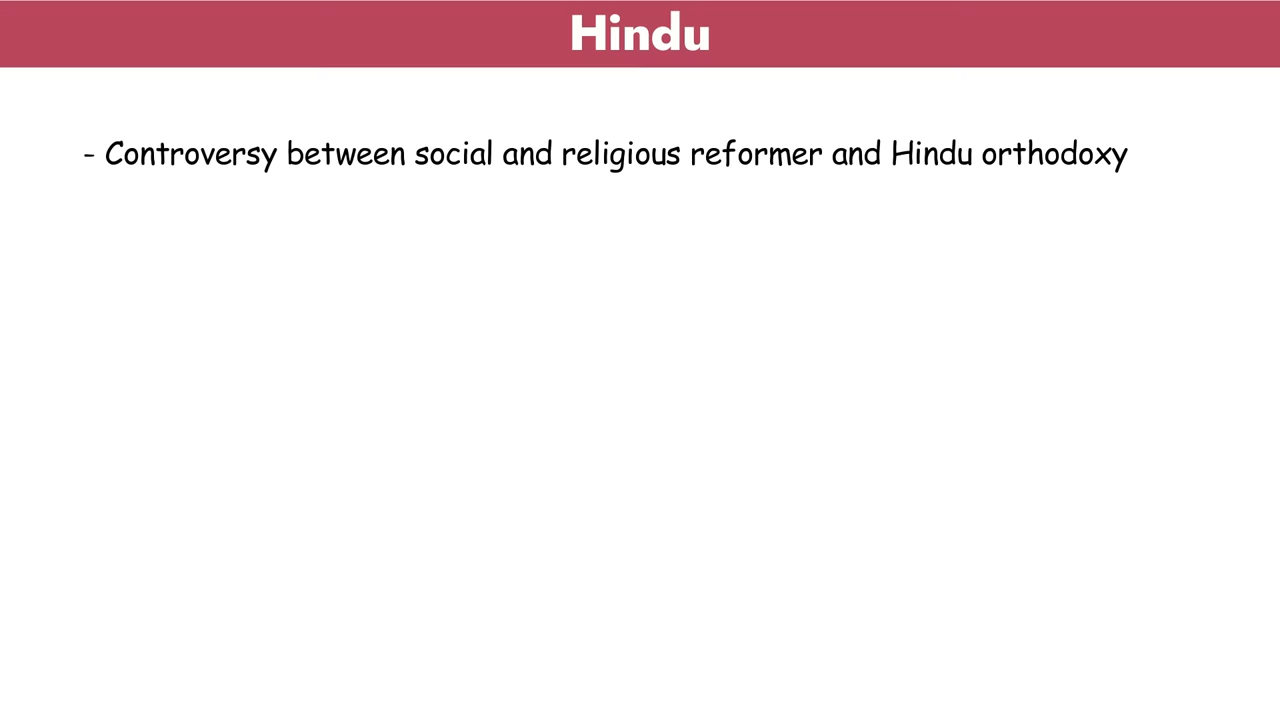 Hindu
- Controversy between social and religious reformer and Hindu orthodoxy